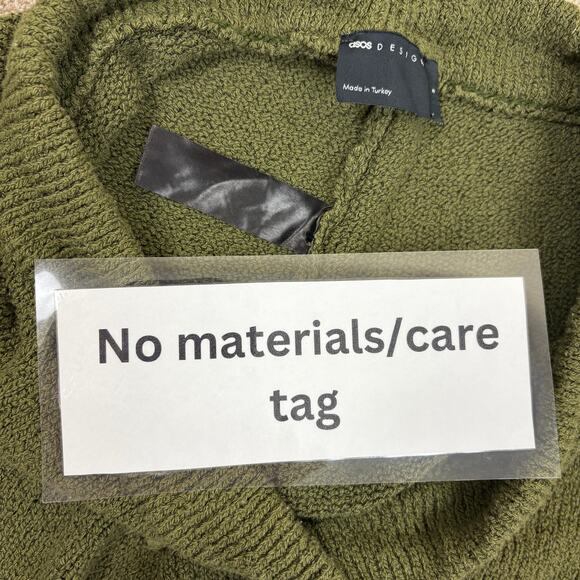 asos DESIGN
Made in Turkey
No materials/care
tag